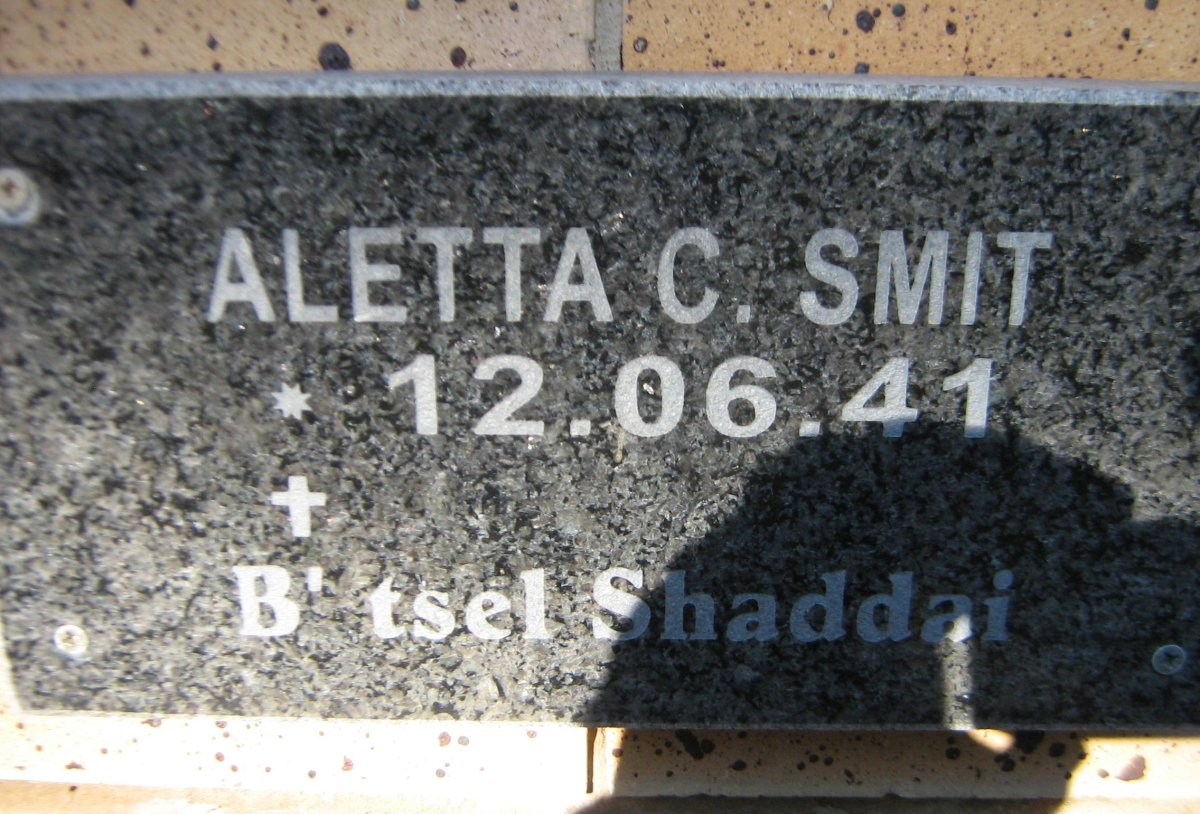 ALETTA C. SMIT
* 12.06.41
✝
B' tsel Shaddai